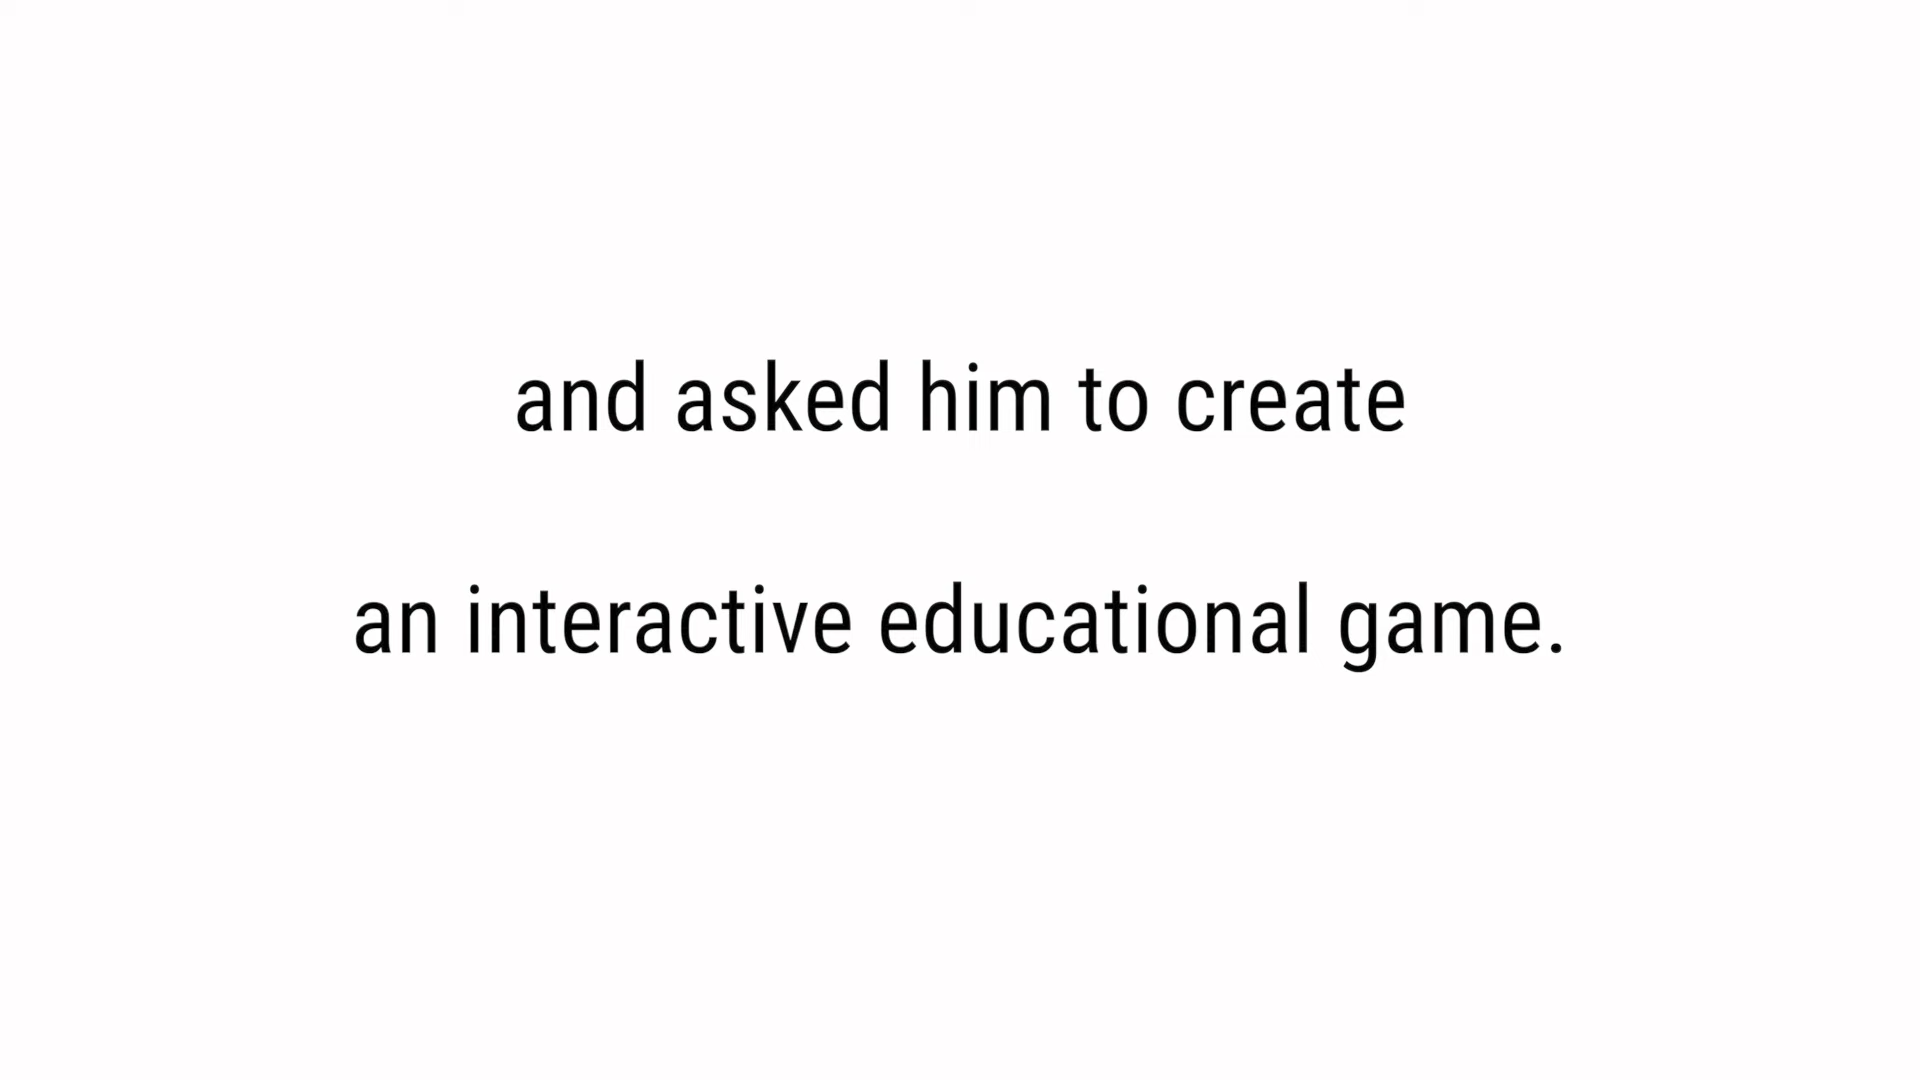 and asked him to create
an interactive educational game.